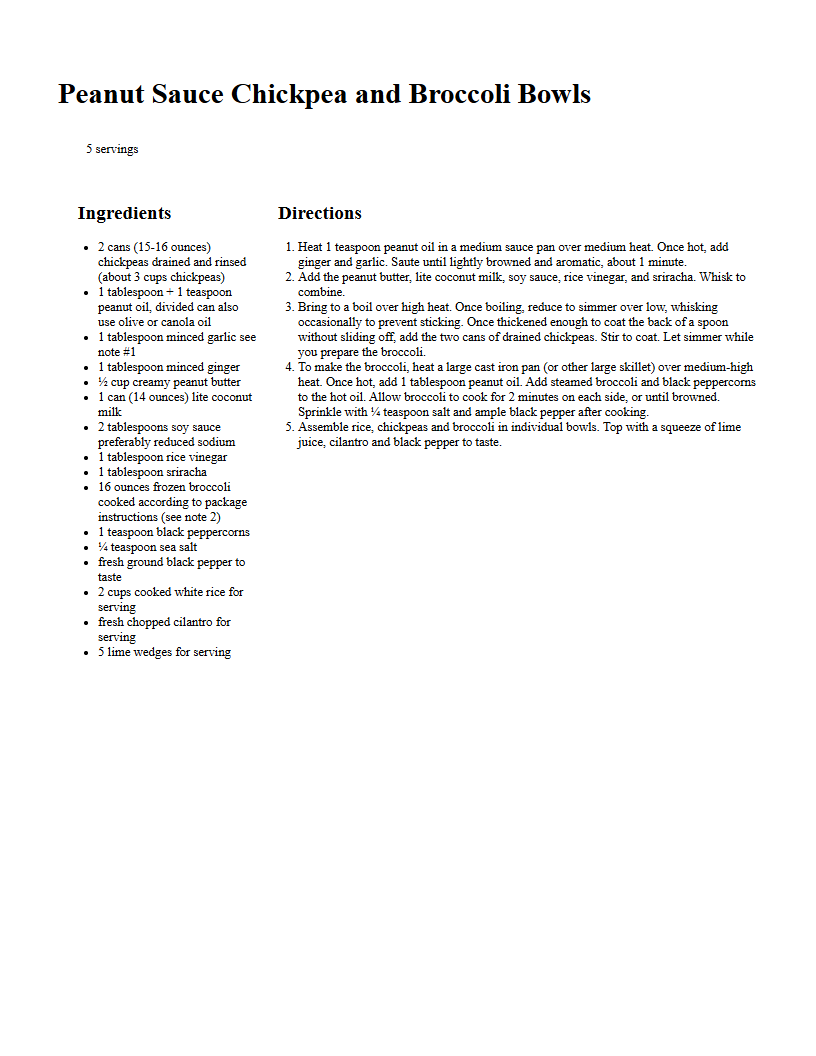 Peanut Sauce Chickpea and Broccoli Bowls
5 servings
Ingredients
• 2 cans (15-16 ounces)
chickpeas drained and rinsed
(about 3 cups chickpeas)
• 1 tablespoon + 1 teaspoon
peanut oil, divided can also
use olive or canola oil
• 1 tablespoon minced garlic see
note #1
• 1 tablespoon minced ginger
• ½ cup creamy peanut butter
• 1 can (14 ounces) lite coconut
milk
• 2 tablespoons soy sauce
preferably reduced sodium
• 1 tablespoon rice vinegar
• 1 tablespoon sriracha
• 16 ounces frozen broccoli
cooked according to package
instructions (see note 2)
• 1 teaspoon black peppercorns
• ¼ teaspoon sea salt
• fresh ground black pepper to
taste
• 2 cups cooked white rice for
serving
• fresh chopped cilantro for
serving
• 5 lime wedges for serving
Directions
1. Heat 1 teaspoon peanut oil in a medium sauce pan over medium heat. Once hot, add
ginger and garlic. Saute until lightly browned and aromatic, about 1 minute.
2. Add the peanut butter, lite coconut milk, soy sauce, rice vinegar, and sriracha. Whisk to
combine.
3. Bring to a boil over high heat. Once boiling, reduce to simmer over low, whisking
occasionally to prevent sticking. Once thickened enough to coat the back of a spoon
without sliding off, add the two cans of drained chickpeas. Stir to coat. Let simmer while
you prepare the broccoli.
4. To make the broccoli, heat a large cast iron pan (or other large skillet) over medium-high
heat. Once hot, add 1 tablespoon peanut oil. Add steamed broccoli and black peppercorns
to the hot oil. Allow broccoli to cook for 2 minutes on each side, or until browned.
Sprinkle with ¼ teaspoon salt and ample black pepper after cooking.
5. Assemble rice, chickpeas and broccoli in individual bowls. Top with a squeeze of lime
juice, cilantro and black pepper to taste.